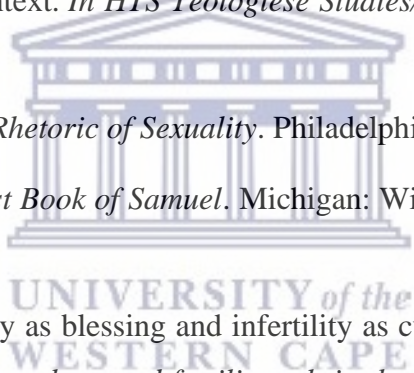 ntext. In HTS Teologiese Studies/
Rhetoric of Sexuality. Philadelphi
t Book of Samuel. Michigan: Wi
UNIVERSITY of the
y as blessing and infertility as c
WESTERN CAPE